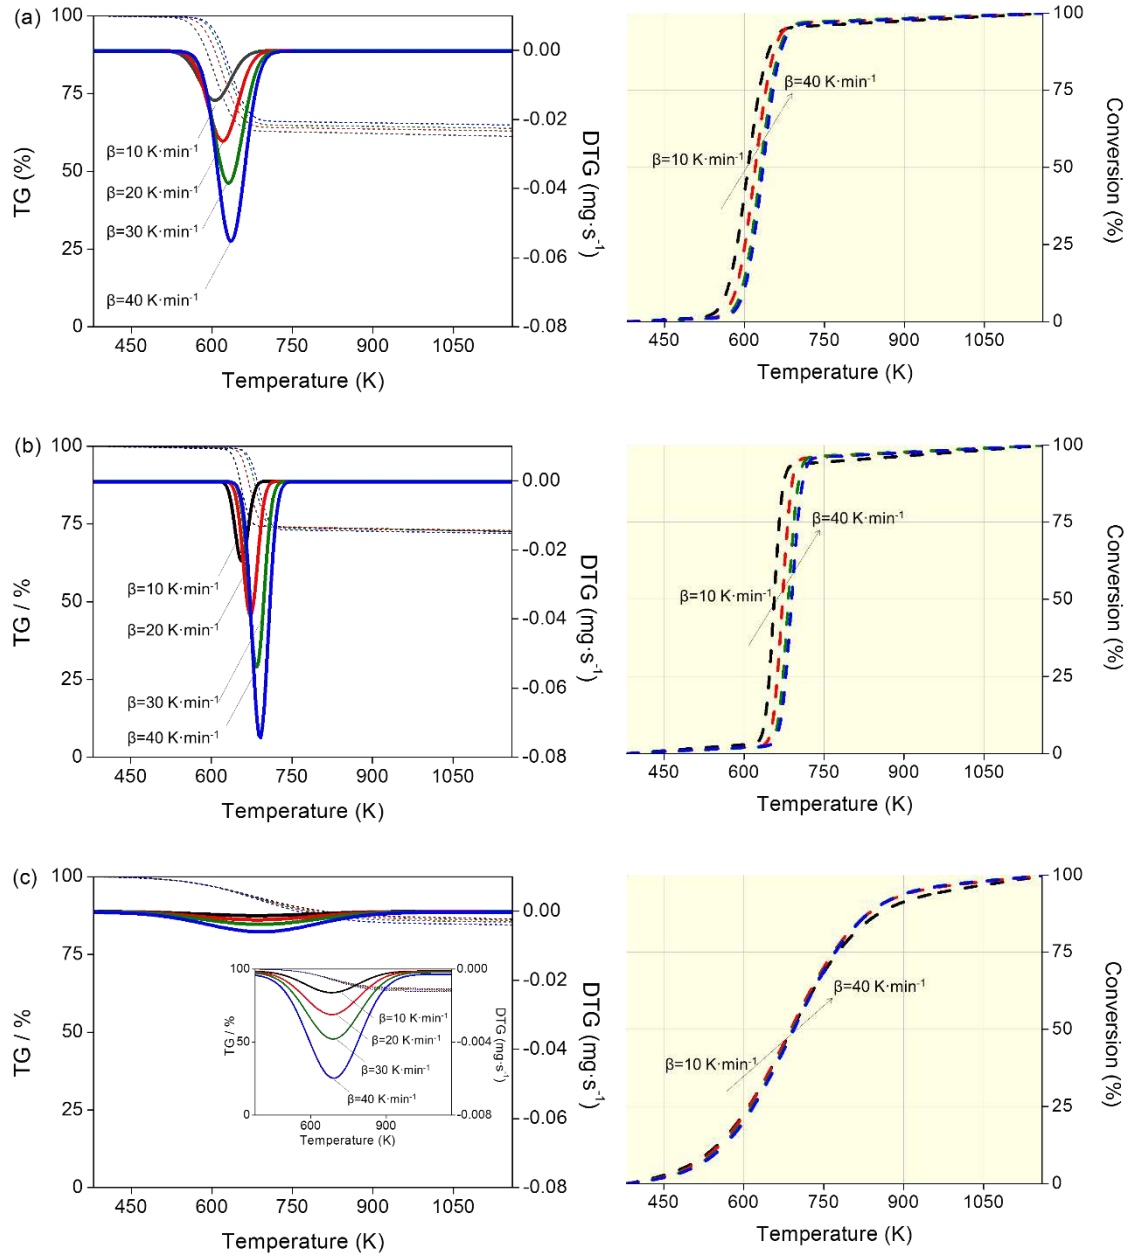 (a)
100
75
50
25
0
TG (%)
β=10 K·min⁻¹
β=20 K·min⁻¹
β=30 K·min⁻¹
β=40 K·min⁻¹
0.00
-0.02
-0.04
-0.06
-0.08
DTG (mg·s⁻¹)
450 600 750 900 1050
Temperature (K)
β=40 K·min⁻¹
β=10 K·min⁻¹
100
75
50
25
0
Conversion (%)
450 600 750 900 1050
Temperature (K)
(b)
100
75
50
25
0
TG / %
β=10 K·min⁻¹
β=20 K·min⁻¹
β=30 K·min⁻¹
β=40 K·min⁻¹
0.00
-0.02
-0.04
-0.06
-0.08
DTG (mg·s⁻¹)
450 600 750 900 1050
Temperature (K)
β=40 K·min⁻¹
β=10 K·min⁻¹
100
75
50
25
0
Conversion (%)
450 600 750 900 1050
Temperature (K)
(c)
100
75
50
25
0
TG / %
100
50
0
TG / %
β=10 K·min⁻¹
β=20 K·min⁻¹
β=30 K·min⁻¹
β=40 K·min⁻¹
0.000
-0.004
-0.008
DTG (mg·s⁻¹)
600 900
Temperature (K)
0.00
-0.02
-0.04
-0.06
-0.08
DTG (mg·s⁻¹)
450 600 750 900 1050
Temperature (K)
β=40 K·min⁻¹
β=10 K·min⁻¹
100
75
50
25
0
Conversion (%)
450 600 750 900 1050
Temperature (K)